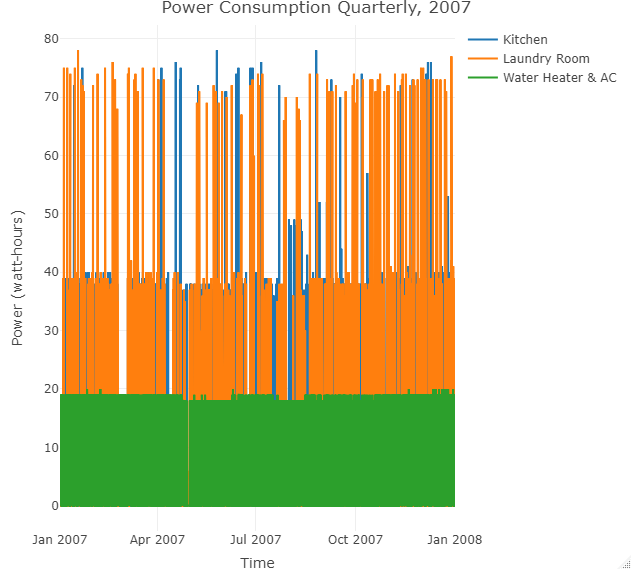 Power Consumption Quarterly, 2007
Kitchen
Laundry Room
Water Heater & AC
80
70
60
50
40
30
20
10
0
Power (watt-hours)
Jan 2007
Apr 2007
Jul 2007
Oct 2007
Jan 2008
Time